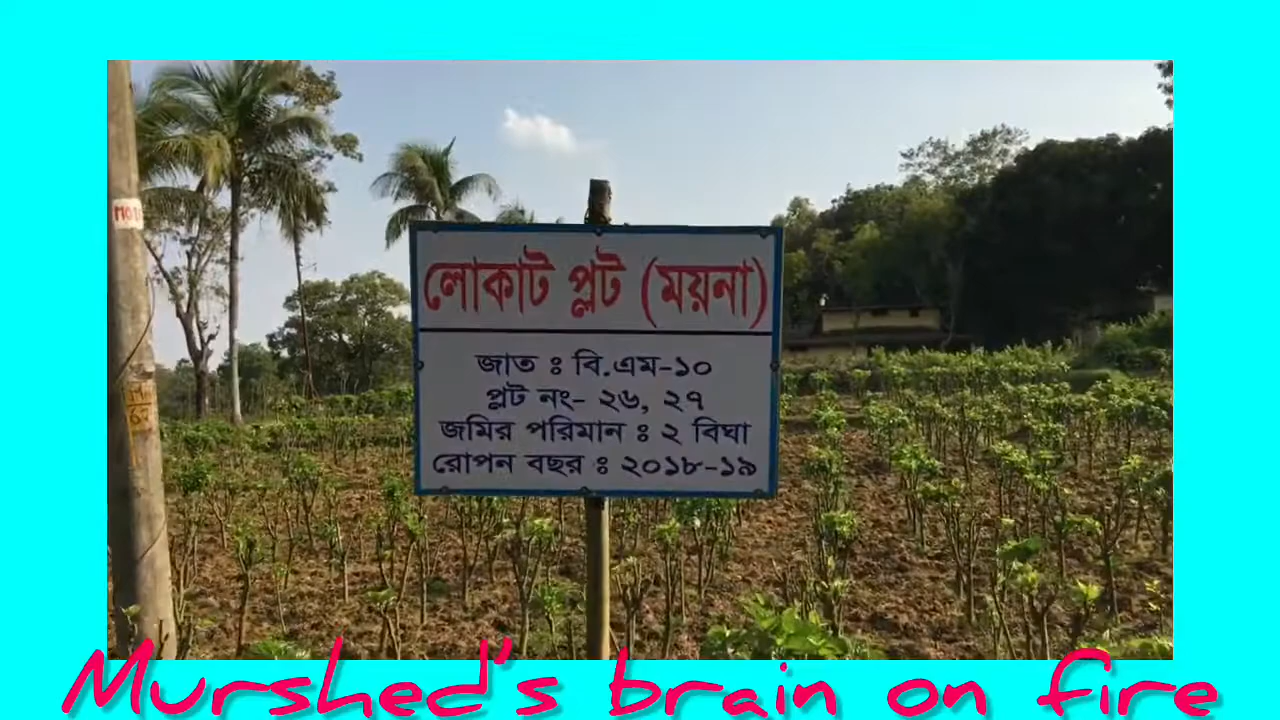 লোকাট প্লট (ময়না)
জাত ঃ বি.এম-১০
প্লট নং- ২৬, ২৭
জমির পরিমান ঃ ২ বিঘা
রোপন বছর ঃ ২০১৮-১৯
Murshed's brain on fire